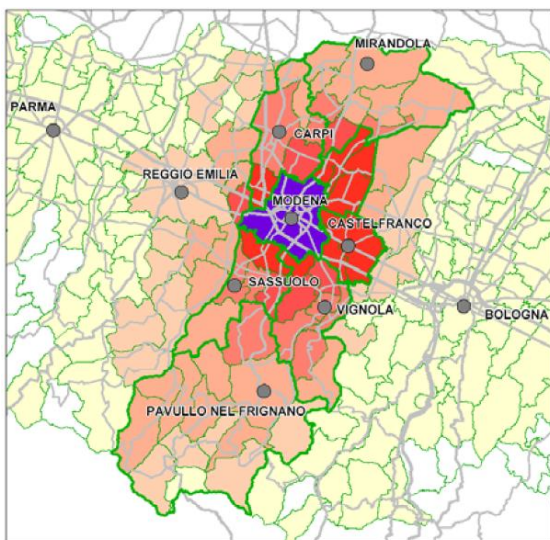 MIRANDOLA
PARMA
CARPI
REGGIO EMILIA
MODENA
CASTELFRANCO
SASSUOLO
VIGNOLA
BOLOGNA
PAVULLO NEL FRIGNANO